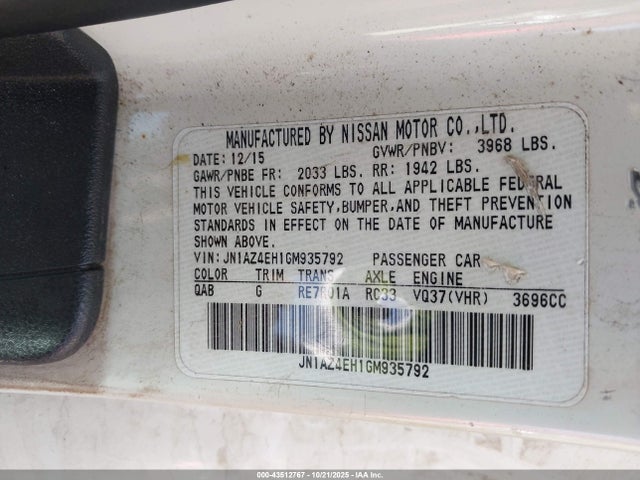 MANUFACTURED BY NISSAN MOTOR CO.,LTD.
DATE: 12/15 GVWR/PNBV: 3968 LBS.
GAWR/PNBE FR: 2033 LBS. RR: 1942 LBS.
THIS VEHICLE CONFORMS TO ALL APPLICABLE FEDERAL
MOTOR VEHICLE SAFETY,BUMPER,AND THEFT PREVENTION
STANDARDS IN EFFECT ON THE DATE OF MANUFACTURE
SHOWN ABOVE.
VIN: JN1AZ4EH1GM935792 PASSENGER CAR
COLOR TRIM TRANS AXLE ENGINE
QAB G RE7R01A RC33 VQ37(VHR) 3696CC
JN1AZ4EH1GM935792
000-43512767 • 10/21/2025 • IAAI Inc.